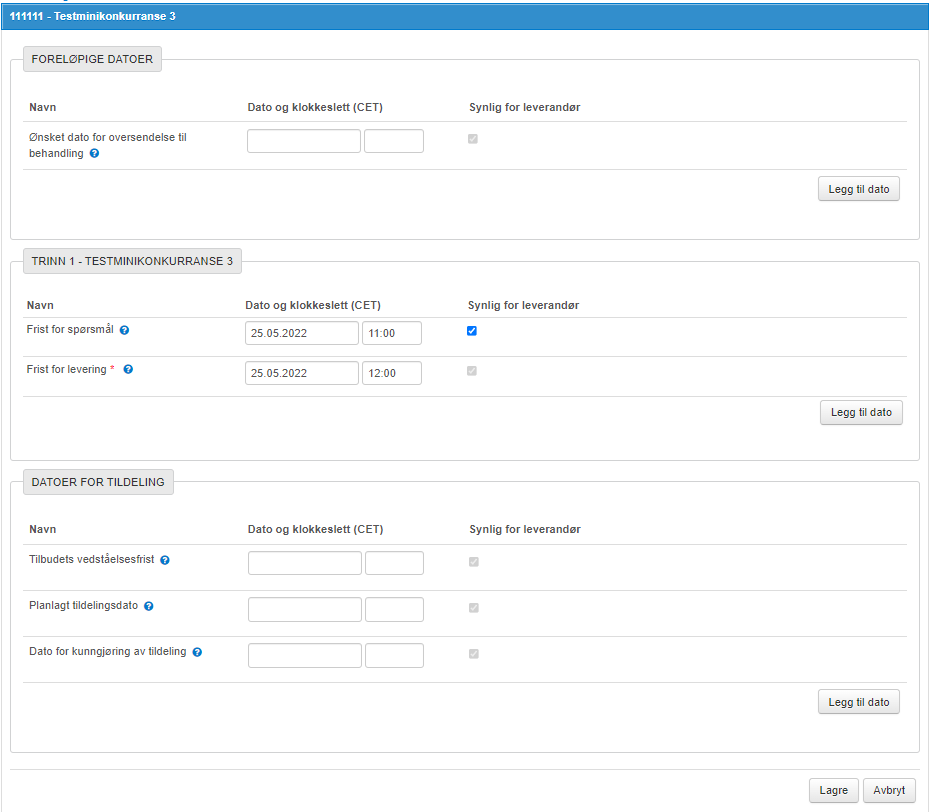 111111 - Testminikonkurranse 3
FORELØPIGE DATOER
Navn Dato og klokkeslett (CET) Synlig for leverandør
Ønsket dato for oversendelse til
behandling ?
Legg til dato
TRINN 1 - TESTMINIKONKURRANSE 3
Navn Dato og klokkeslett (CET) Synlig for leverandør
Frist for spørsmål ? 25.05.2022 11:00
Frist for levering * ? 25.05.2022 12:00
Legg til dato
DATOER FOR TILDELING
Navn Dato og klokkeslett (CET) Synlig for leverandør
Tilbudets vedståelsesfrist ?
Planlagt tildelingsdato ?
Dato for kunngjøring av tildeling ?
Legg til dato
Lagre Avbryt